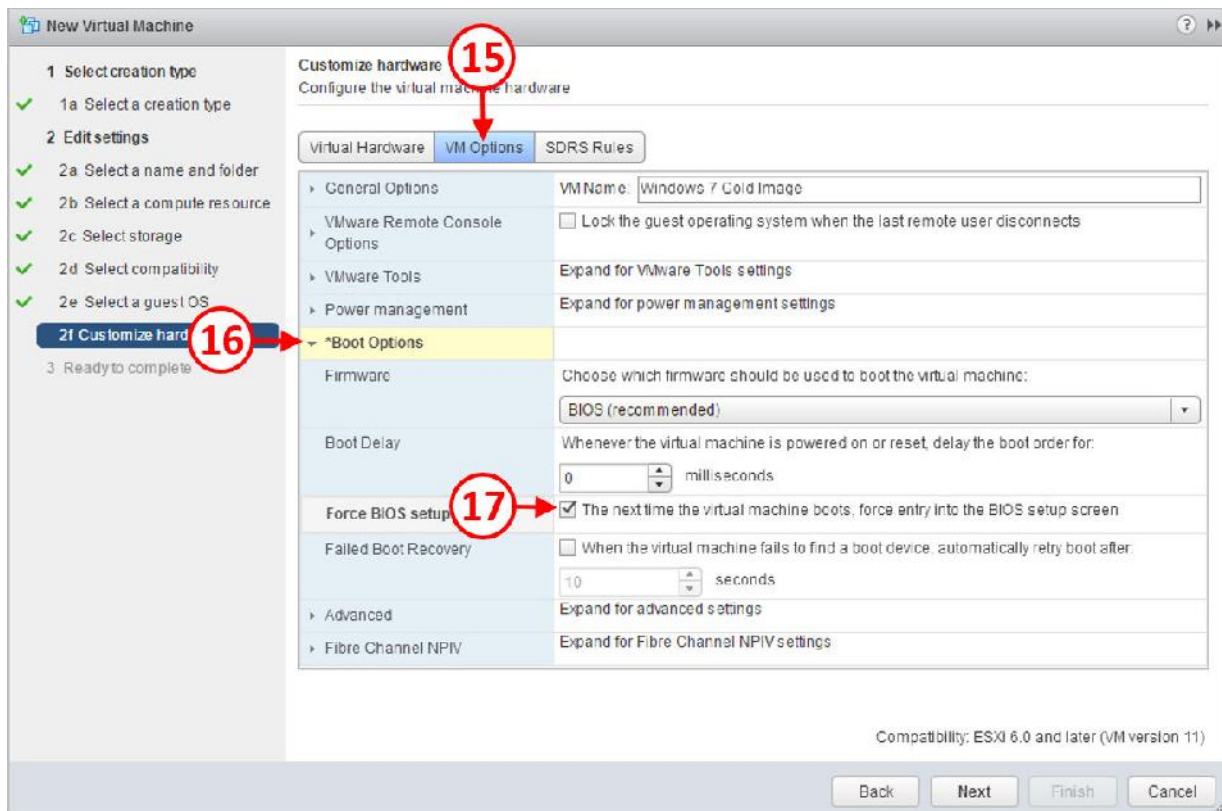 New Virtual Machine
?
1 Select creation type
1a Select a creation type
2 Edit settings
2a Select a name and folder
2b Select a compute resource
2c Select storage
2d Select compatibility
2e Select a guest OS
2f Customize hard
3 Ready to complete
15
16
17
Customize hardware
Configure the virtual machine hardware
Virtual Hardware VM Options SDRS Rules
General Options VM Name: Windows 7 Gold Image
VMware Remote Console
Options
Lock the guest operating system when the last remote user disconnects
VMware Tools Expand for VMware Tools settings
Power management Expand for power management settings
*Boot Options
Firmware Choose which firmware should be used to boot the virtual machine:
BIOS (recommended)
Boot Delay Whenever the virtual machine is powered on or reset, delay the boot order for:
0 milliseconds
Force BIOS setup The next time the virtual machine boots, force entry into the BIOS setup screen
Failed Boot Recovery When the virtual machine fails to find a boot device, automatically retry boot after:
10 seconds
Advanced Expand for advanced settings
Fibre Channel NPIV Expand for Fibre Channel NPIV settings
Compatibility: ESXi 6.0 and later (VM version 11)
Back Next Finish Cancel